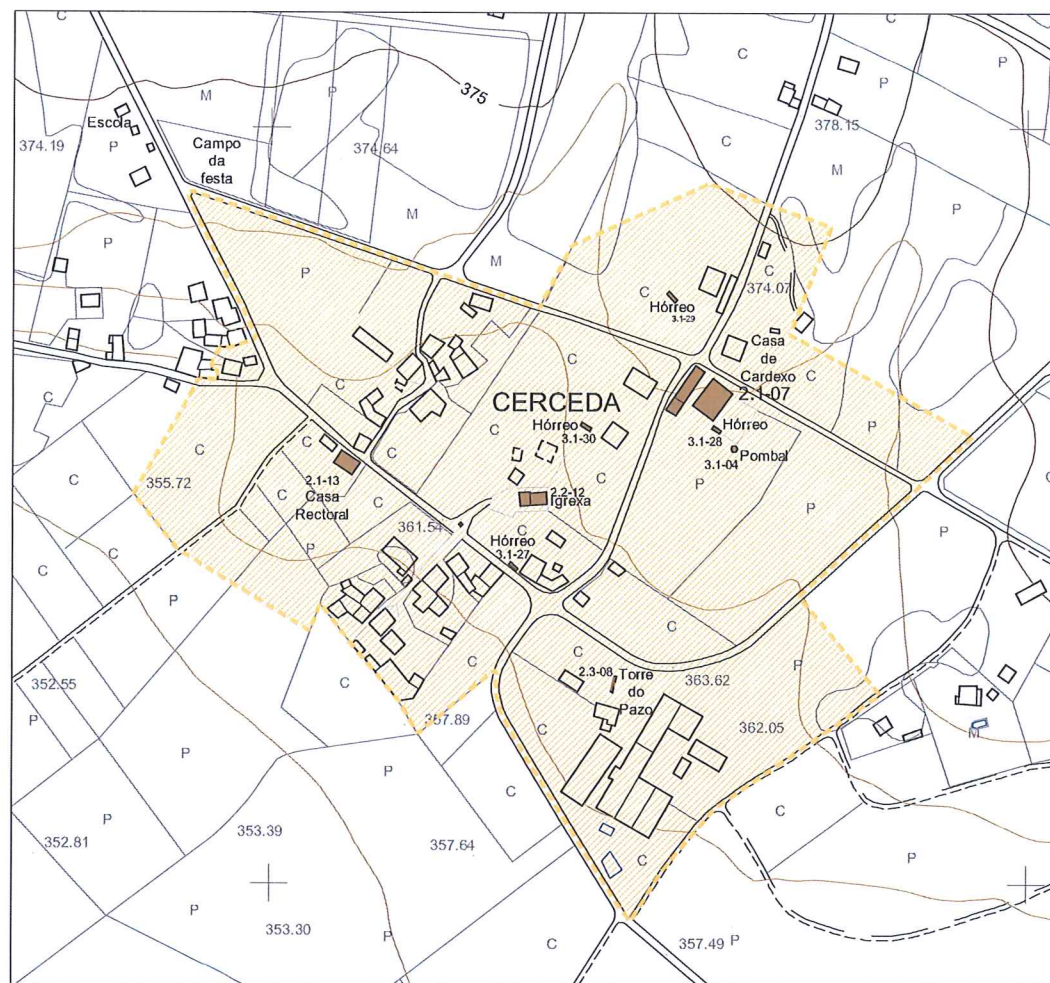 C
C
C
P
M
P
375
C
P
Escola
374.19
P
Campo
da
festa
374.64
378.15
C
M
M
P
P
M
P
C
374.07
C
Hórreo
3.1-29
Casa
de
Cardexo
2.1-07
C
C
C
CERCEDA
Hórreo
3.1-30
Hórreo
3.1-28
Pombal
3.1-04
C
C
C
C
355.72
2.1-13
Casa
Rectoral
C
C
2.2-12
Igrexa
P
P
C
361.54
P
C
Hórreo
3.1-27
C
C
P
C
C
C
P
352.55
P
C
357.89
2.3-08
Torre
do
Pazo
363.62
362.05
C
M
P
P
C
C
P
352.81
353.39
357.64
C
P
P
353.30
P
C
357.49
P